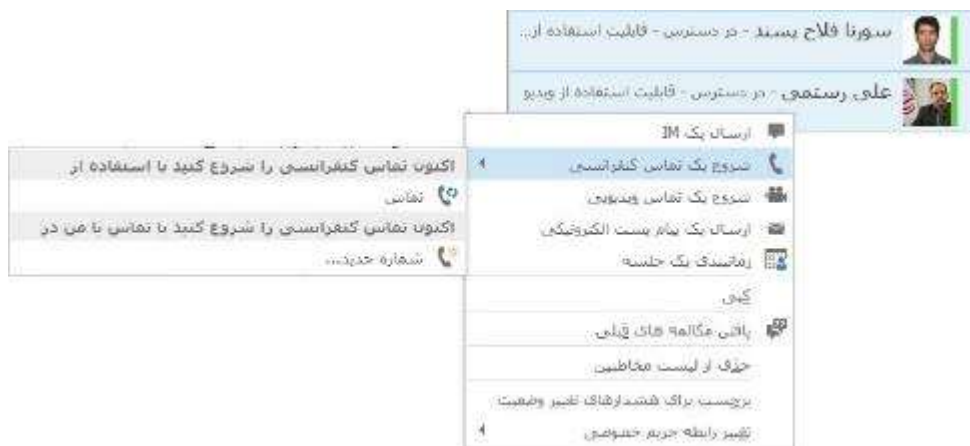 سورنا فلاح پسند - در دسترس - قابلیت استفاده از...
علی رستمی - در دسترس - قابلیت استفاده از ویدیو
ارسال یک IM
شروع یک تماس کنفرانسی
شروع یک تماس ویدیویی
ارسال یک پیام پست الکترونیکی
زمانبندی یک جلسه
کپی
یافتن مکالمه های قبلی
حذف از لیست مخاطبین
برچسب برای هشدارهای تغییر وضعیت
تغییر رابطه حریم خصوصی
اکنون تماس کنفرانسی را شروع کنید با استفاده از
تماس
اکنون تماس کنفرانسی را شروع کنید با تماس با من در
شماره جدید...